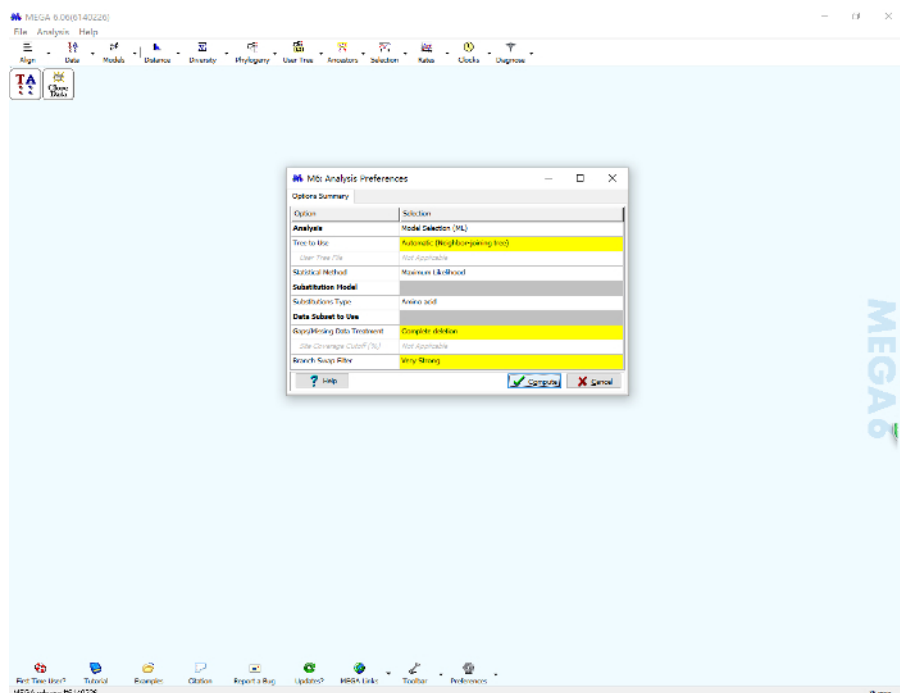 MEGA 6.06(6140226)
File Analysis Help
Align Data Models Distance Diversity Phylogeny User Tree Ancestors Selection Rates Clocks Diagnose
TA
Close
Data
M6: Analysis Preferences
Options Summary
Option Selection
Analysis Model Selection (ML)
Tree to Use Automatic (Neighbor-joining tree)
User Tree File Not Applicable
Statistical Method Maximum Likelihood
Substitution Model
Substitutions Type Amino acid
Data Subset to Use
Gaps/Missing Data Treatment Complete deletion
Site Coverage Cutoff (%) Not Applicable
Branch Swap Filter Very Strong
? Help Compute Cancel
MEGA6
First Time User? Tutorial Examples Citation Report a Bug Updates? MEGA Links Toolbar Preferences